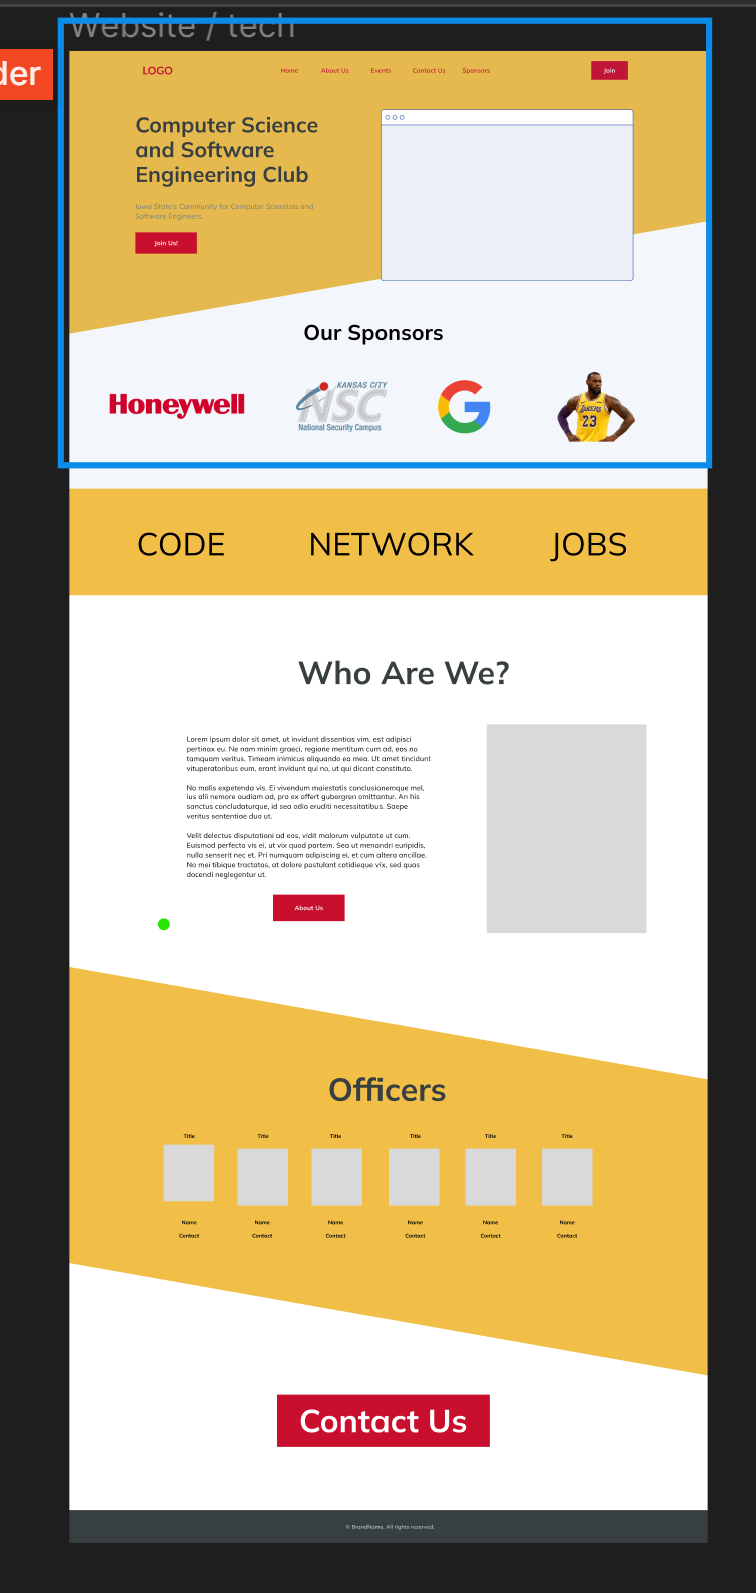 Website / tech
der
LOGO
Home
About Us
Events
Contact Us
Sponsors
Join
Computer Science
and Software
Engineering Club
Iowa State's Community for Computer Scientists and
Software Engineers.
Join Us!
Our Sponsors
Honeywell
KANSAS CITY
NSC
National Security Campus
G
LAKERS
23
CODE
NETWORK
JOBS
Who Are We?
Lorem ipsum dolor sit amet, ut invidunt dissentias vim, est adipisci
pertinax eu. Ne nam minim graeci, regione mentitum cum ad, eos no
tamquam veritus. Timeam inimicus aliquando ea mea. Ut amet tincidunt
vituperatoribus eum, erant invidunt qui no, ut qui dicant constituto.
No malis expetenda vis. Ei vivendum maiestatis conclusionemque mel,
ius alii nemore audiam ad, pro ex offert gubergren omittantur. An his
sanctus concludaturque, id sea odio eruditi necessitatibus. Saepe
veritus sententiae duo ut.
Velit delectus disputationi ad eos, vidit malorum vulputate ut cum.
Euismod perfecto vis ei, ut vix quod partem. Sea ut menandri euripidis,
nulla senserit nec et. Pri numquam adipiscing ei, et cum altera ancillae.
No mei tibique tractatos, at dolore postulant cotidieque vix, sed quas
docendi neglegentur ut.
About Us
Officers
Title
Title
Title
Title
Title
Title
Name
Name
Name
Name
Name
Name
Contact
Contact
Contact
Contact
Contact
Contact
Contact Us
© BrandName. All rights reserved.